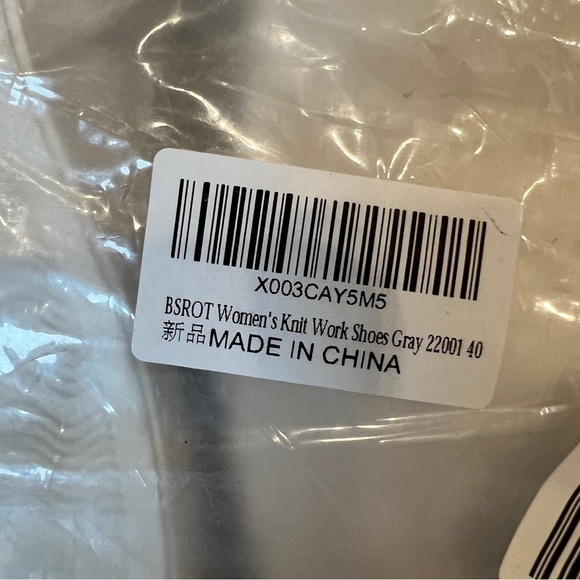 X003CAY5M5
BSROT Women's Knit Work Shoes Gray 22001 40
新品MADE IN CHINA